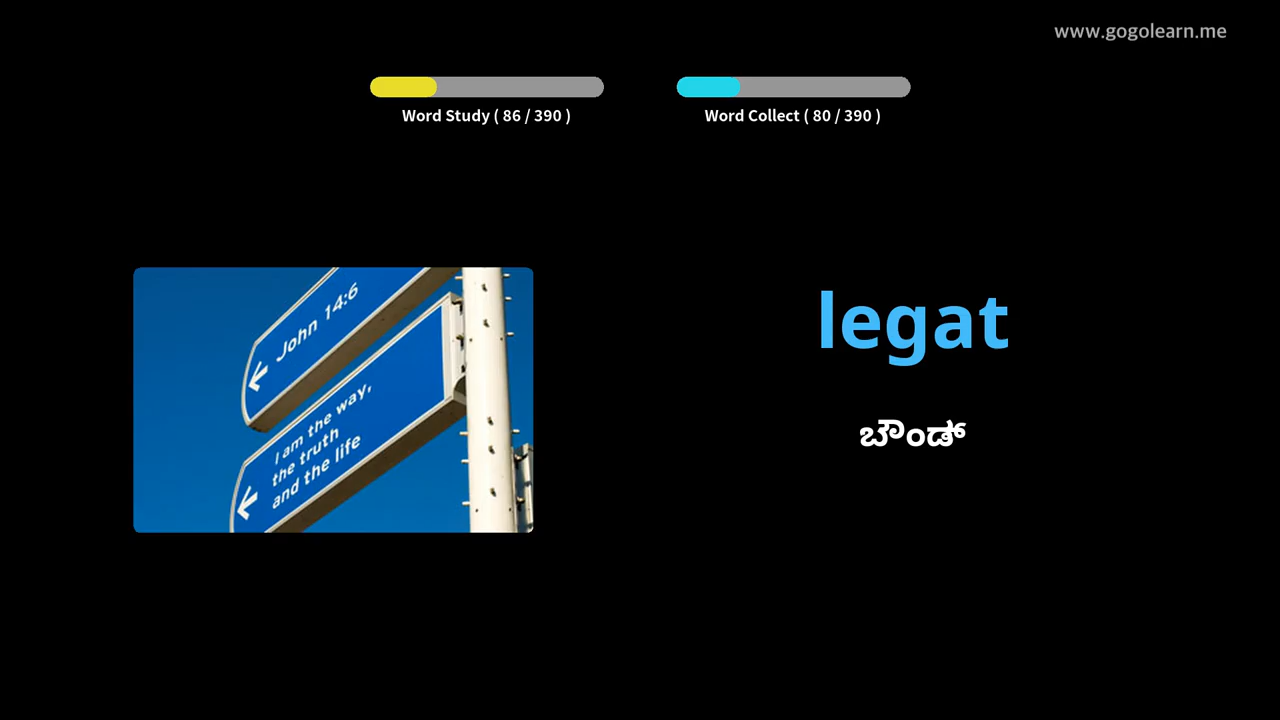 www.gogolearn.me
Word Study ( 86 / 390 )
Word Collect ( 80 / 390 )
John 14:6
I am the way,
the truth
and the life
legat
ಬೌಂಡ್